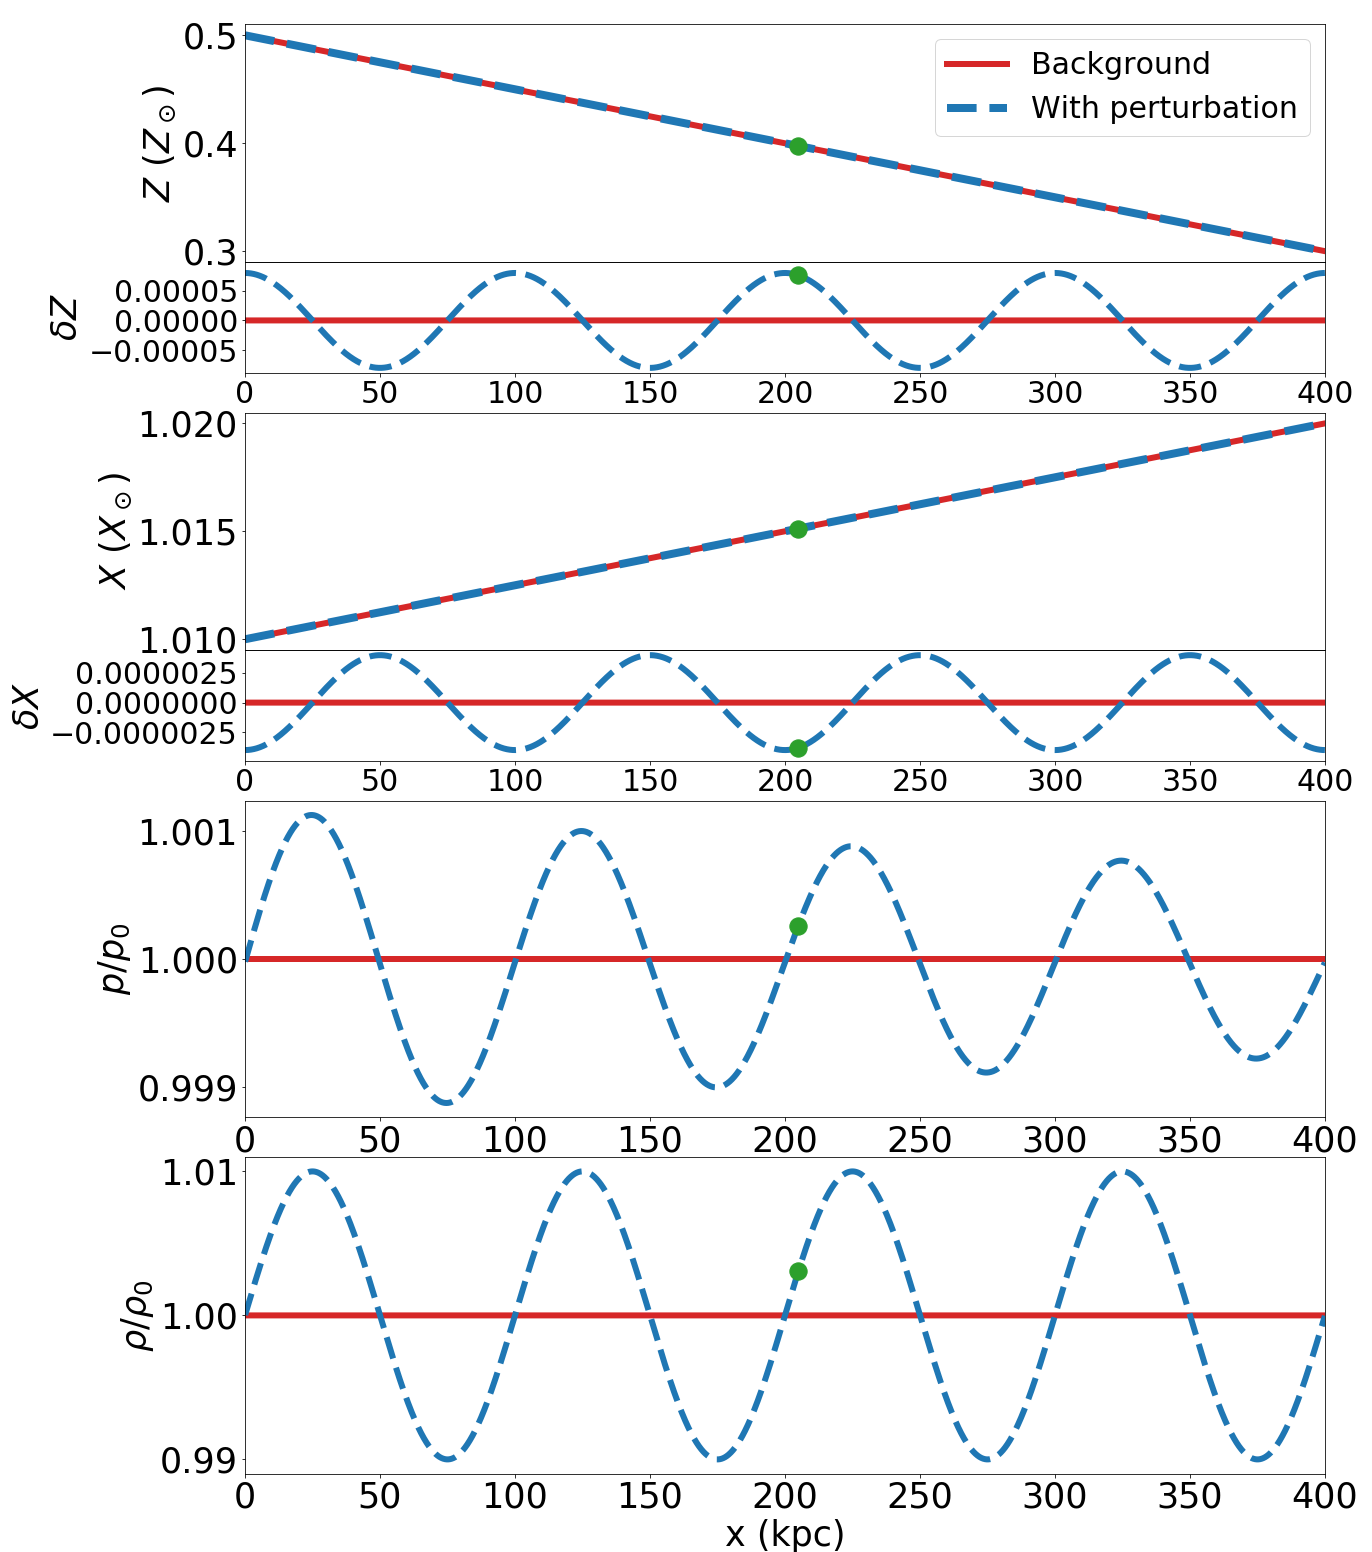 0.5
0.4
0.3
Z (Z⊙)
Background
With perturbation
0.00005
0.00000
−0.00005
δZ
0 50 100 150 200 250 300 350 400
1.020
1.015
1.010
X (X⊙)
0.0000025
0.0000000
−0.0000025
δX
0 50 100 150 200 250 300 350 400
1.001
1.000
0.999
p/p0
0 50 100 150 200 250 300 350 400
1.01
1.00
0.99
ρ/ρ0
0 50 100 150 200 250 300 350 400
x (kpc)